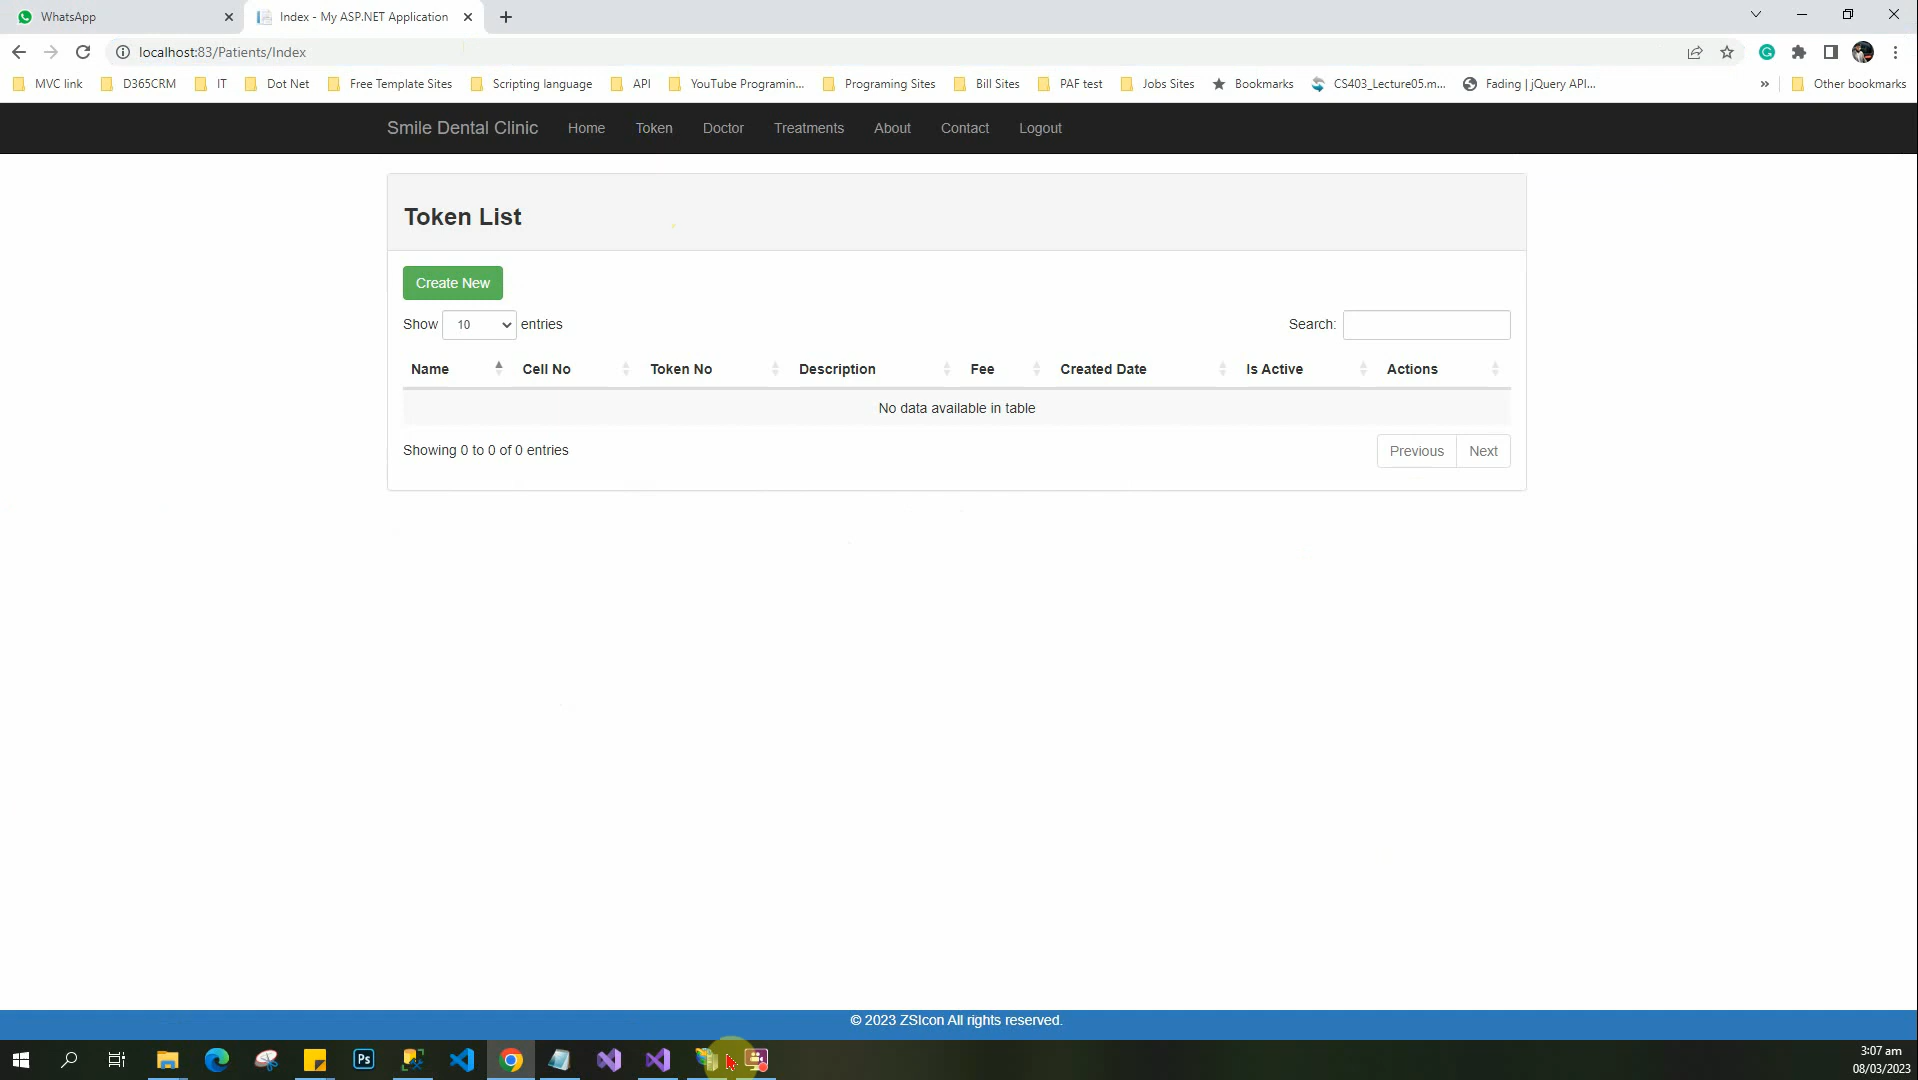 WhatsApp
Index - My ASP.NET Application
localhost:83/Patients/Index
MVC link
D365CRM
IT
Dot Net
Free Template Sites
Scripting language
API
YouTube Programin...
Programing Sites
Bill Sites
PAF test
Jobs Sites
Bookmarks
CS403_Lecture05.m...
Fading | jQuery API...
»
Other bookmarks
Smile Dental Clinic
Home
Token
Doctor
Treatments
About
Contact
Logout
Token List
Create New
Show 10 entries
Search:
Name
Cell No
Token No
Description
Fee
Created Date
Is Active
Actions
No data available in table
Showing 0 to 0 of 0 entries
Previous
Next
© 2023 ZSIcon All rights reserved.
Ps
3:07 am
08/03/2023